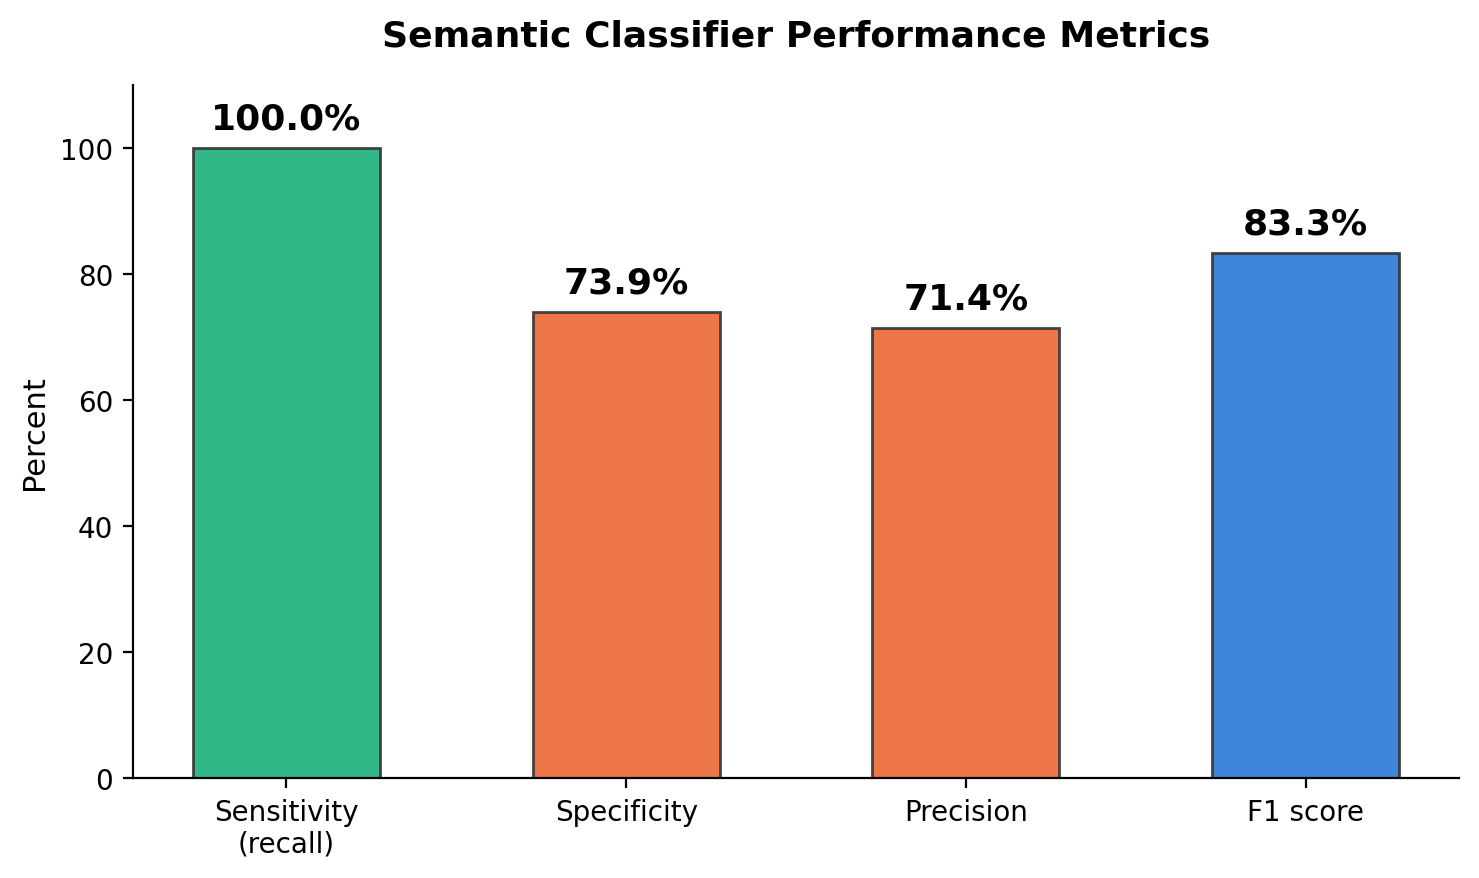 Semantic Classifier Performance Metrics
100.0%
73.9%
71.4%
83.3%
Percent
100
80
60
40
20
0
Sensitivity
(recall)
Specificity
Precision
F1 score